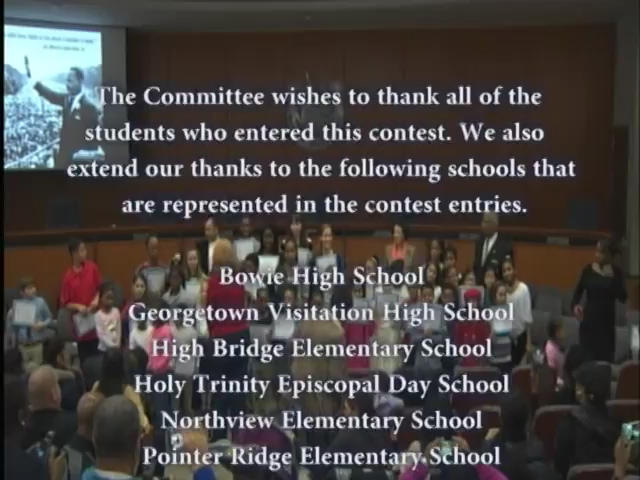 The Committee wishes to thank all of the
students who entered this contest. We also
extend our thanks to the following schools that
are represented in the contest entries.
Bowie High School
Georgetown Visitation High School
High Bridge Elementary School
Holy Trinity Episcopal Day School
Northview Elementary School
Pointer Ridge Elementary School